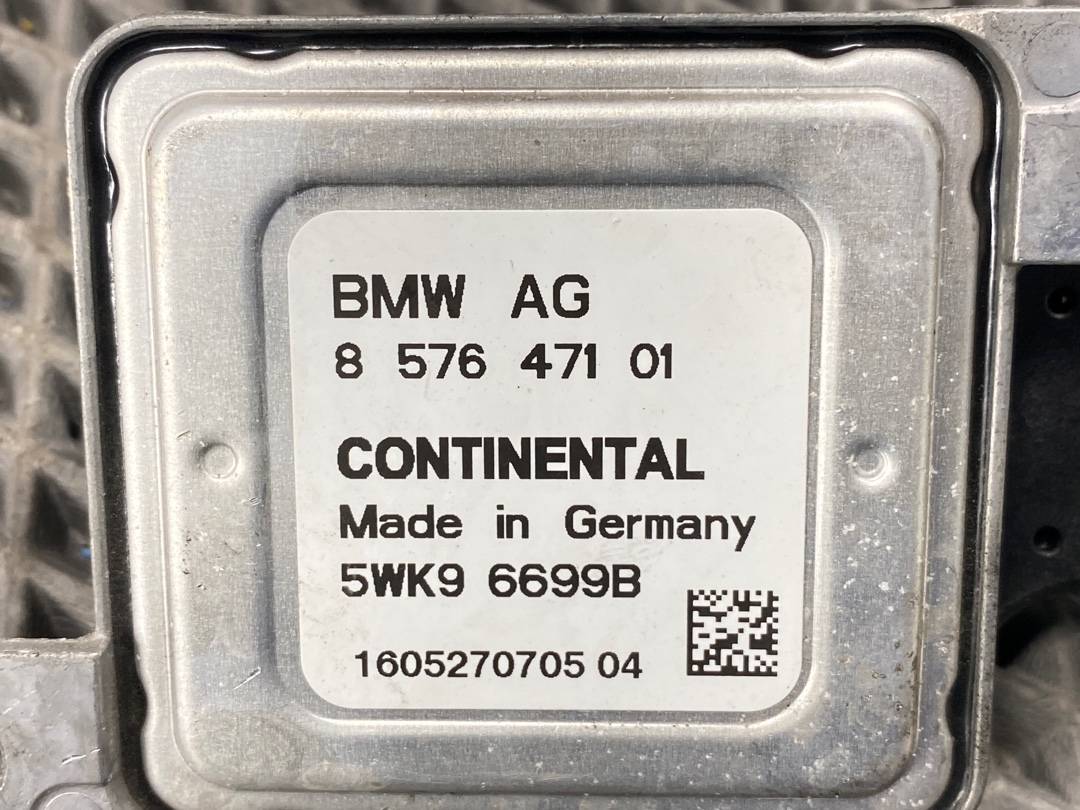 BMW AG
8 576 471 01
CONTINENTAL
Made in Germany
5WK9 6699B
1605270705 04